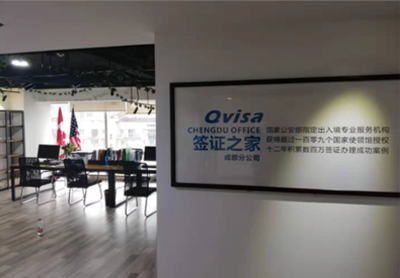 Qvisa
CHENGDU OFFICE
签证之家
成都分公司
国家公安部指定出入境专业服务机构
获得超过一百零九个国家使领馆授权
十二年积累数百万签证办理成功案例